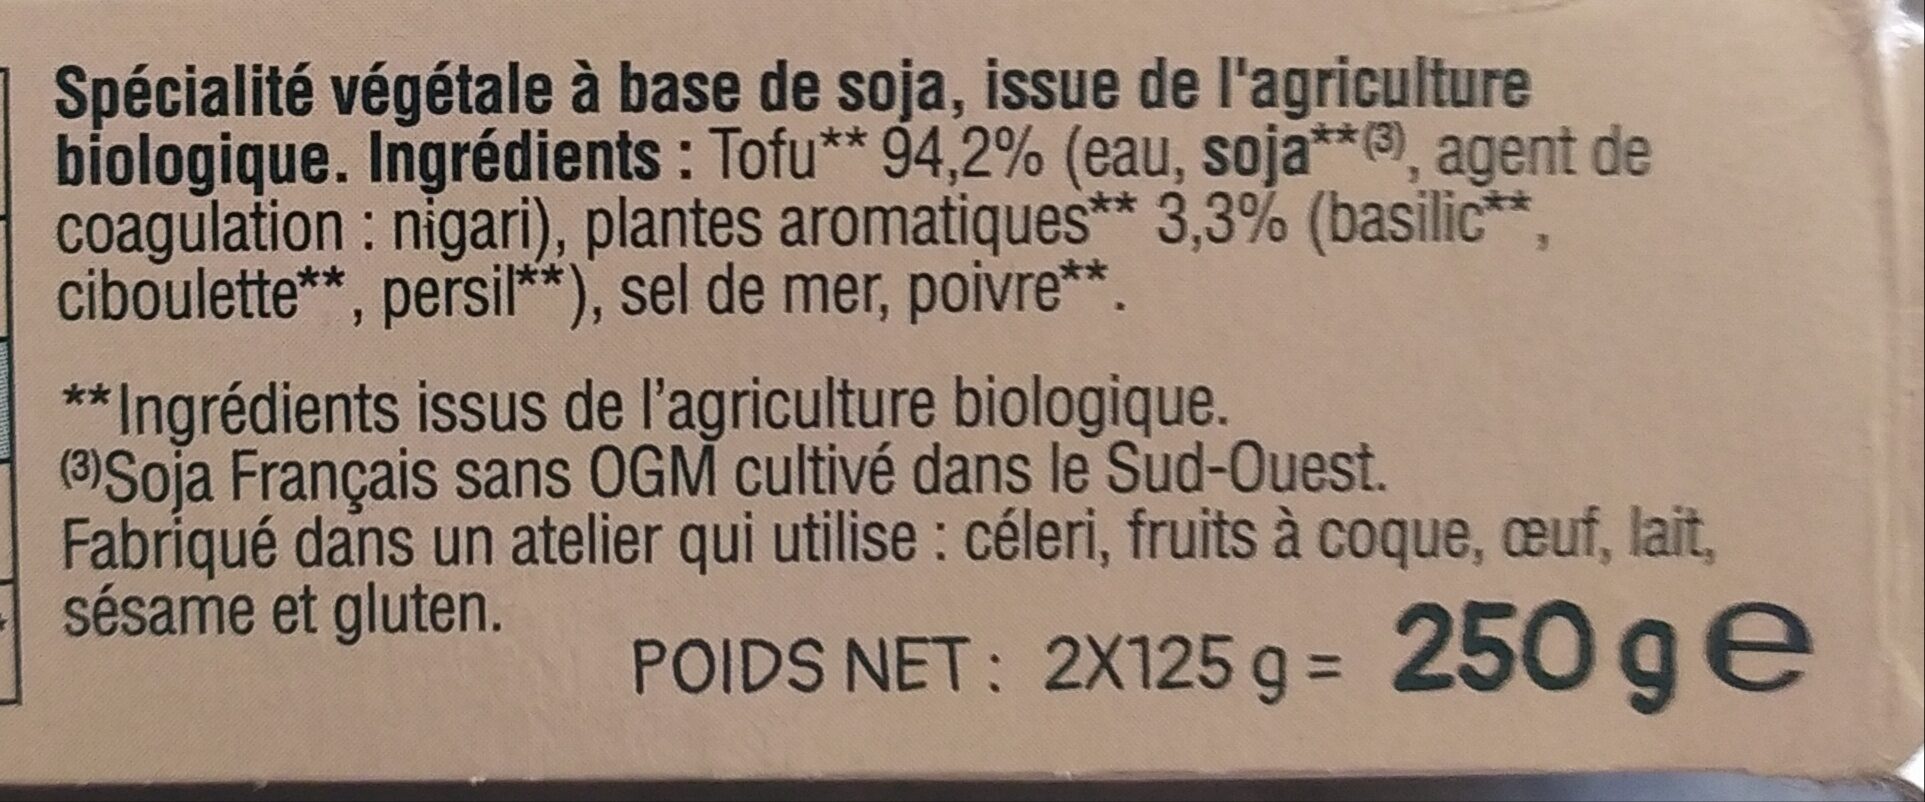 Spécialité végétale à base de soja, issue de l'agriculture
biologique. Ingrédients : Tofu** 94,2% (eau, soja**⁽³⁾, agent de
coagulation : nigari), plantes aromatiques** 3,3% (basilic**,
ciboulette**, persil**), sel de mer, poivre**.
**Ingrédients issus de l'agriculture biologique.
⁽³⁾Soja Français sans OGM cultivé dans le Sud-Ouest.
Fabriqué dans un atelier qui utilise : céleri, fruits à coque, œuf, lait,
sésame et gluten.
POIDS NET : 2X125 g = 250 g e